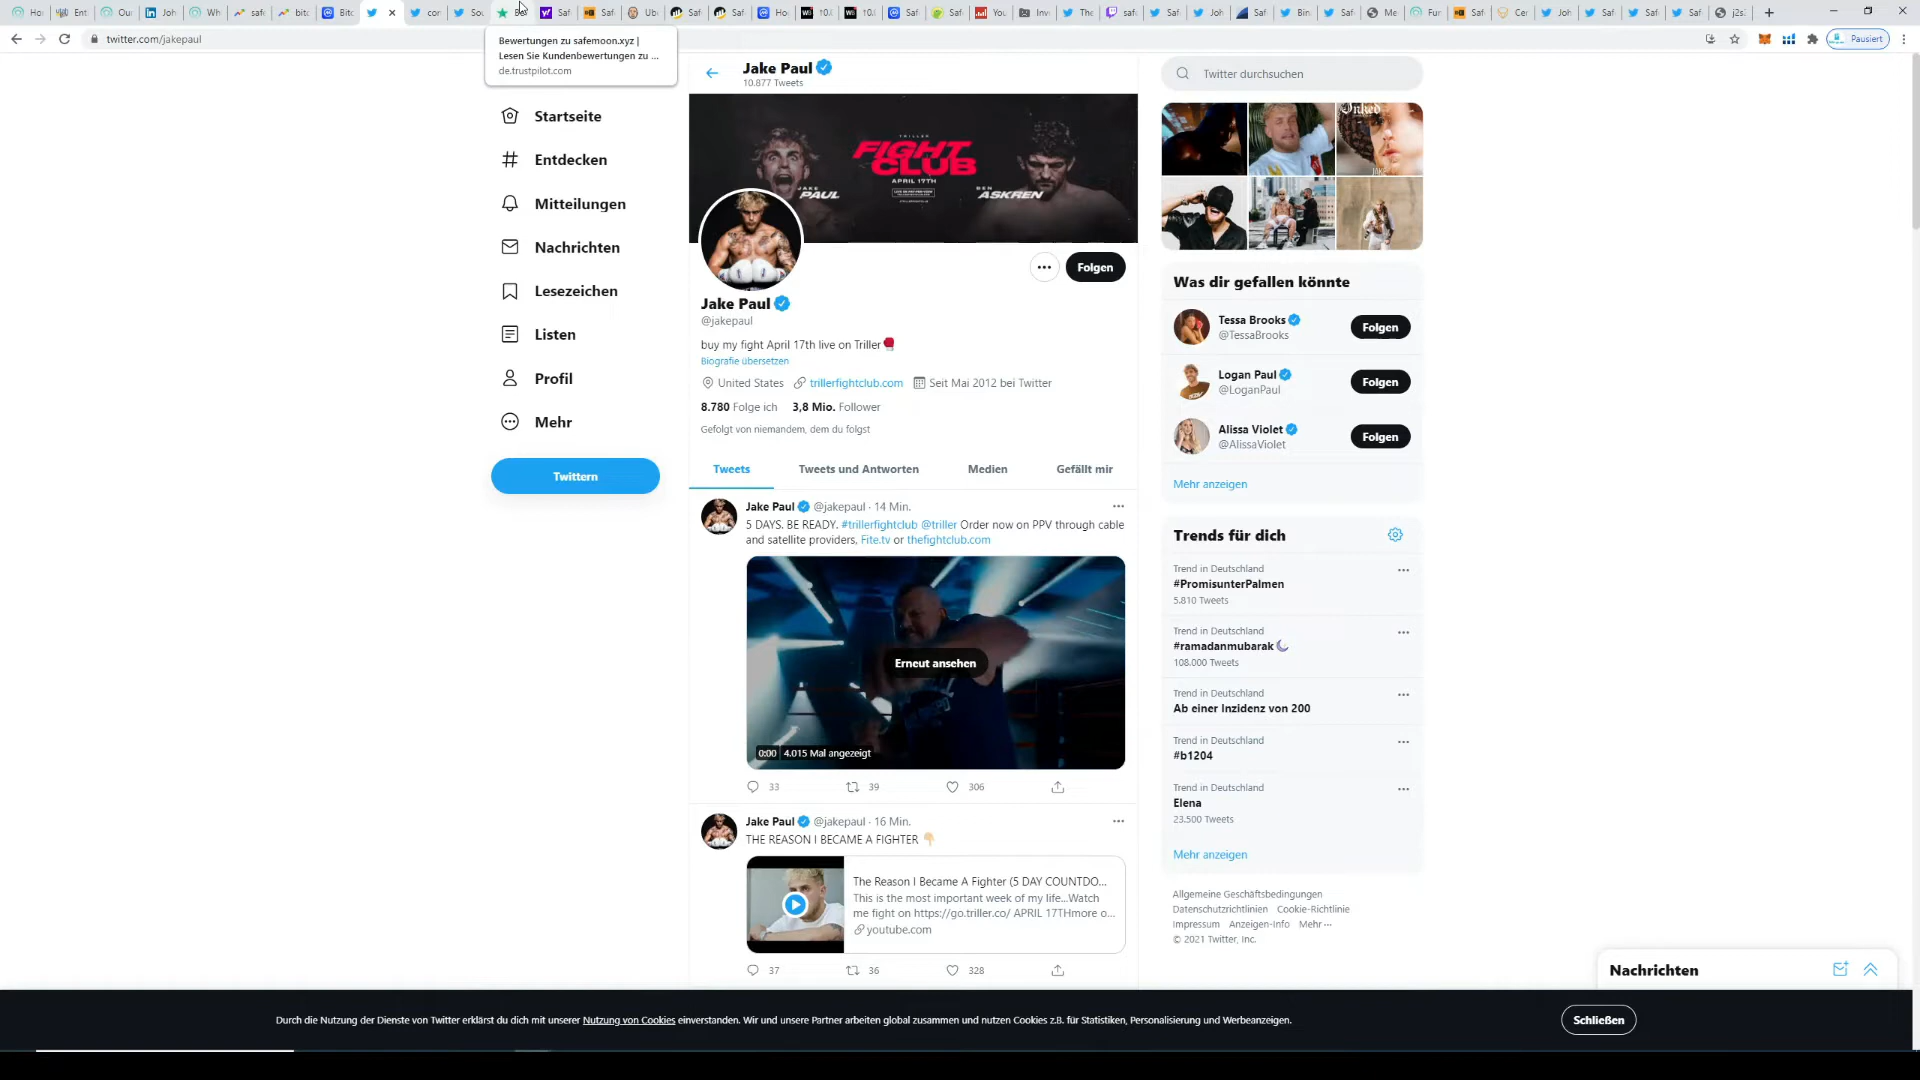 Pausiert
twitter.com/jakepaul
Bewertungen zu safemoon.xyz |
Lesen Sie Kundenbewertungen zu ...
de.trustpilot.com
Startseite
Entdecken
Mitteilungen
Nachrichten
Lesezeichen
Listen
Profil
Mehr
Twittern
Jake Paul
10.877 Tweets
TRILLER
FIGHT
CLUB
APRIL 17TH
JAKE
PAUL
BEN
ASKREN
Folgen
Jake Paul
@jakepaul
buy my fight April 17th live on Triller🥊
Biografie übersetzen
United States trillerfightclub.com Seit Mai 2012 bei Twitter
8.780 Folge ich 3,8 Mio. Follower
Gefolgt von niemandem, dem du folgst
Tweets Tweets und Antworten Medien Gefällt mir
Jake Paul @jakepaul · 14 Min.
5 DAYS. BE READY. #trillerfightclub @triller Order now on PPV through cable
and satellite providers, Fite.tv or thefightclub.com
Erneut ansehen
0:00 4.015 Mal angezeigt
33 39 306
Jake Paul @jakepaul · 16 Min.
THE REASON I BECAME A FIGHTER 👇🏼
The Reason I Became A Fighter (5 DAY COUNTDO...
This is the most important week of my life...Watch
me fight on https://go.triller.co/ APRIL 17THmore o...
youtube.com
37 36 328
Twitter durchsuchen
Inked
JAKE
Was dir gefallen könnte
Tessa Brooks
@TessaBrooks
Folgen
Logan Paul
@LoganPaul
Folgen
Alissa Violet
@AlissaViolet
Folgen
Mehr anzeigen
Trends für dich
Trend in Deutschland
#PromisunterPalmen
5.810 Tweets
Trend in Deutschland
#ramadanmubarak
108.000 Tweets
Trend in Deutschland
Ab einer Inzidenz von 200
Trend in Deutschland
#b1204
Trend in Deutschland
Elena
23.500 Tweets
Mehr anzeigen
Allgemeine Geschäftsbedingungen
Datenschutzrichtlinien Cookie-Richtlinie
Impressum Anzeigen-Info Mehr ···
© 2021 Twitter, Inc.
Nachrichten
Durch die Nutzung der Dienste von Twitter erklärst du dich mit unserer Nutzung von Cookies einverstanden. Wir und unsere Partner arbeiten global zusammen und nutzen Cookies z.B. für Statistiken, Personalisierung und Werbeanzeigen.
Schließen